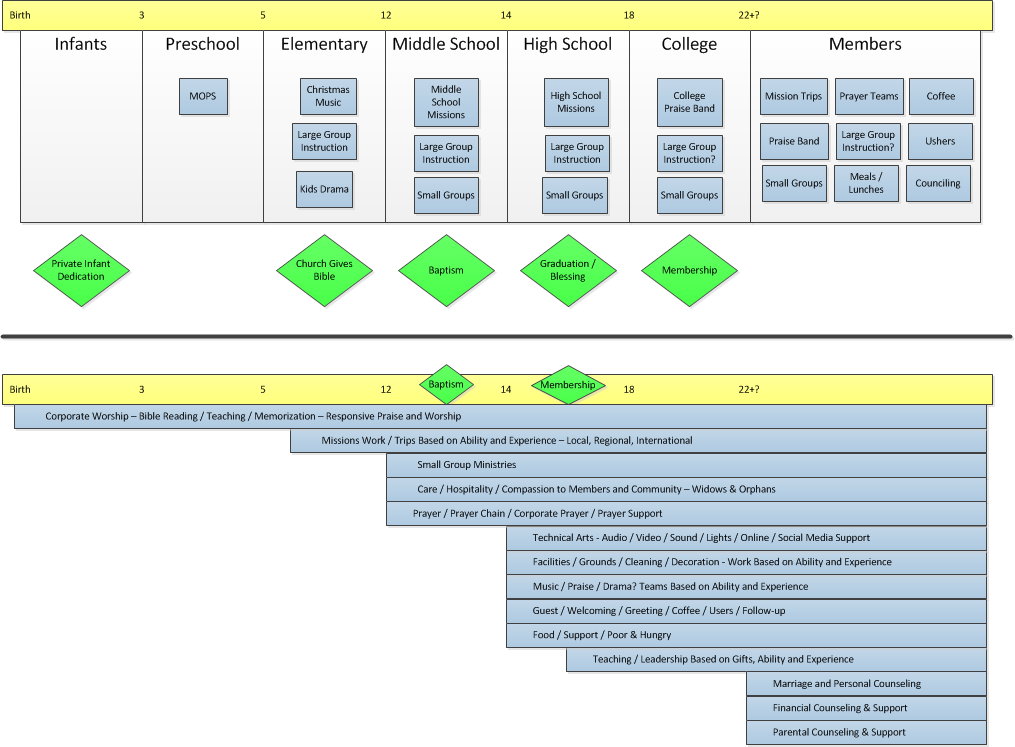 Birth 3 5 12 14 18 22+?
Infants Preschool Elementary Middle School High School College Members
MOPS
Christmas
Music
Large Group
Instruction
Kids Drama
Middle
School
Missions
Large Group
Instruction
Small Groups
High School
Missions
Large Group
Instruction
Small Groups
College
Praise Band
Large Group
Instruction?
Small Groups
Mission Trips
Prayer Teams
Coffee
Praise Band
Large Group
Instruction?
Ushers
Small Groups
Meals /
Lunches
Counciling
Private Infant
Dedication
Church Gives
Bible
Baptism
Graduation /
Blessing
Membership
Birth 3 5 12 Baptism 14 Membership 18 22+?
Corporate Worship – Bible Reading / Teaching / Memorization – Responsive Praise and Worship
Missions Work / Trips Based on Ability and Experience – Local, Regional, International
Small Group Ministries
Care / Hospitality / Compassion to Members and Community – Widows & Orphans
Prayer / Prayer Chain / Corporate Prayer / Prayer Support
Technical Arts - Audio / Video / Sound / Lights / Online / Social Media Support
Facilities / Grounds / Cleaning / Decoration - Work Based on Ability and Experience
Music / Praise / Drama? Teams Based on Ability and Experience
Guest / Welcoming / Greeting / Coffee / Users / Follow-up
Food / Support / Poor & Hungry
Teaching / Leadership Based on Gifts, Ability and Experience
Marriage and Personal Counseling
Financial Counseling & Support
Parental Counseling & Support